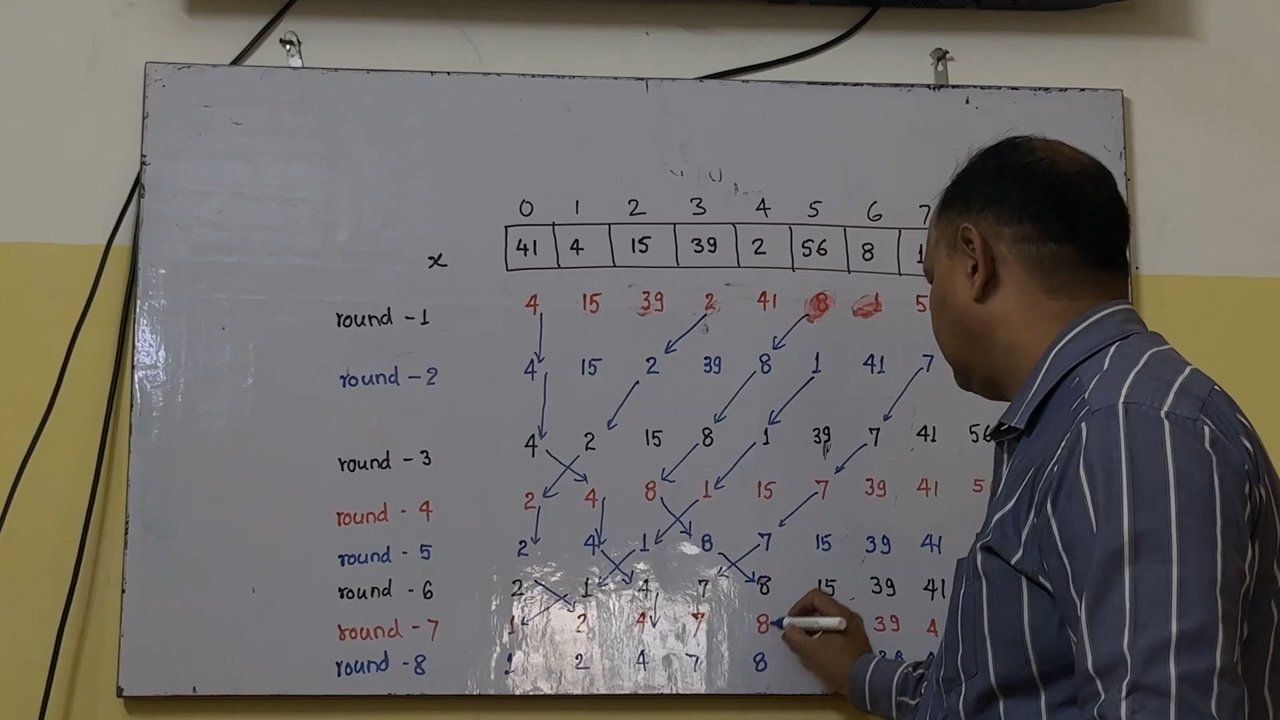 0 1 2 3 4 5 6 7
x 41 4 15 39 2 56 8 1
round -1 4 15 39 2 41 8 1 5
round -2 4 15 2 39 8 1 41 7
round -3 4 2 15 8 1 39 7 41 56
round - 4 2 4 8 1 15 7 39 41 5
round - 5 2 4 1 8 7 15 39 41
round - 6 2 1 4 7 8 15 39 41
round -7 1 2 4 7 8 39 4
round -8 1 2 4 7 8